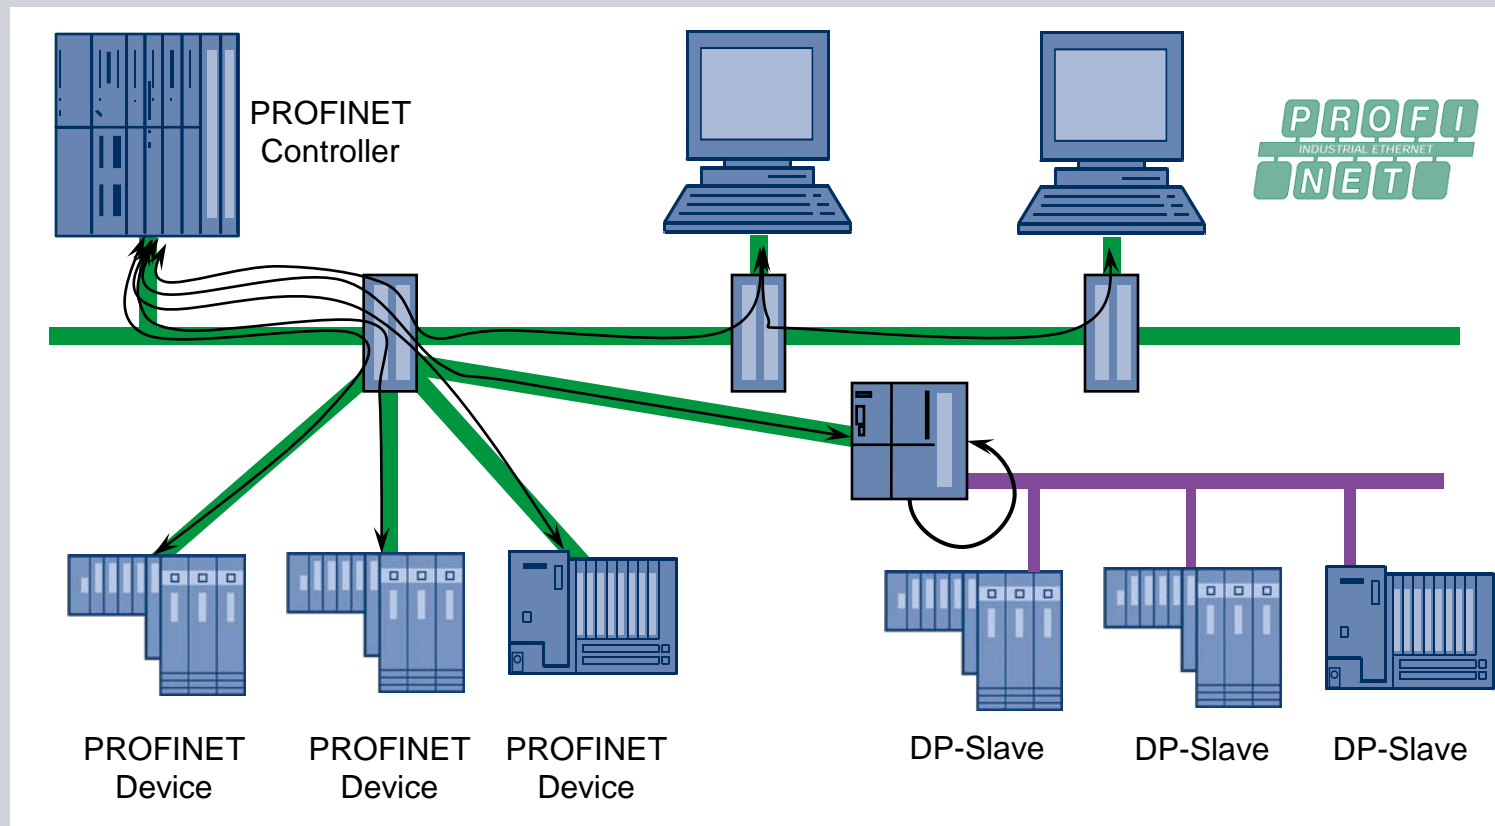 PROFINET
Controller
PROFI
INDUSTRIAL ETHERNET
NET
PROFINET
Device
PROFINET
Device
PROFINET
Device
DP-Slave
DP-Slave
DP-Slave